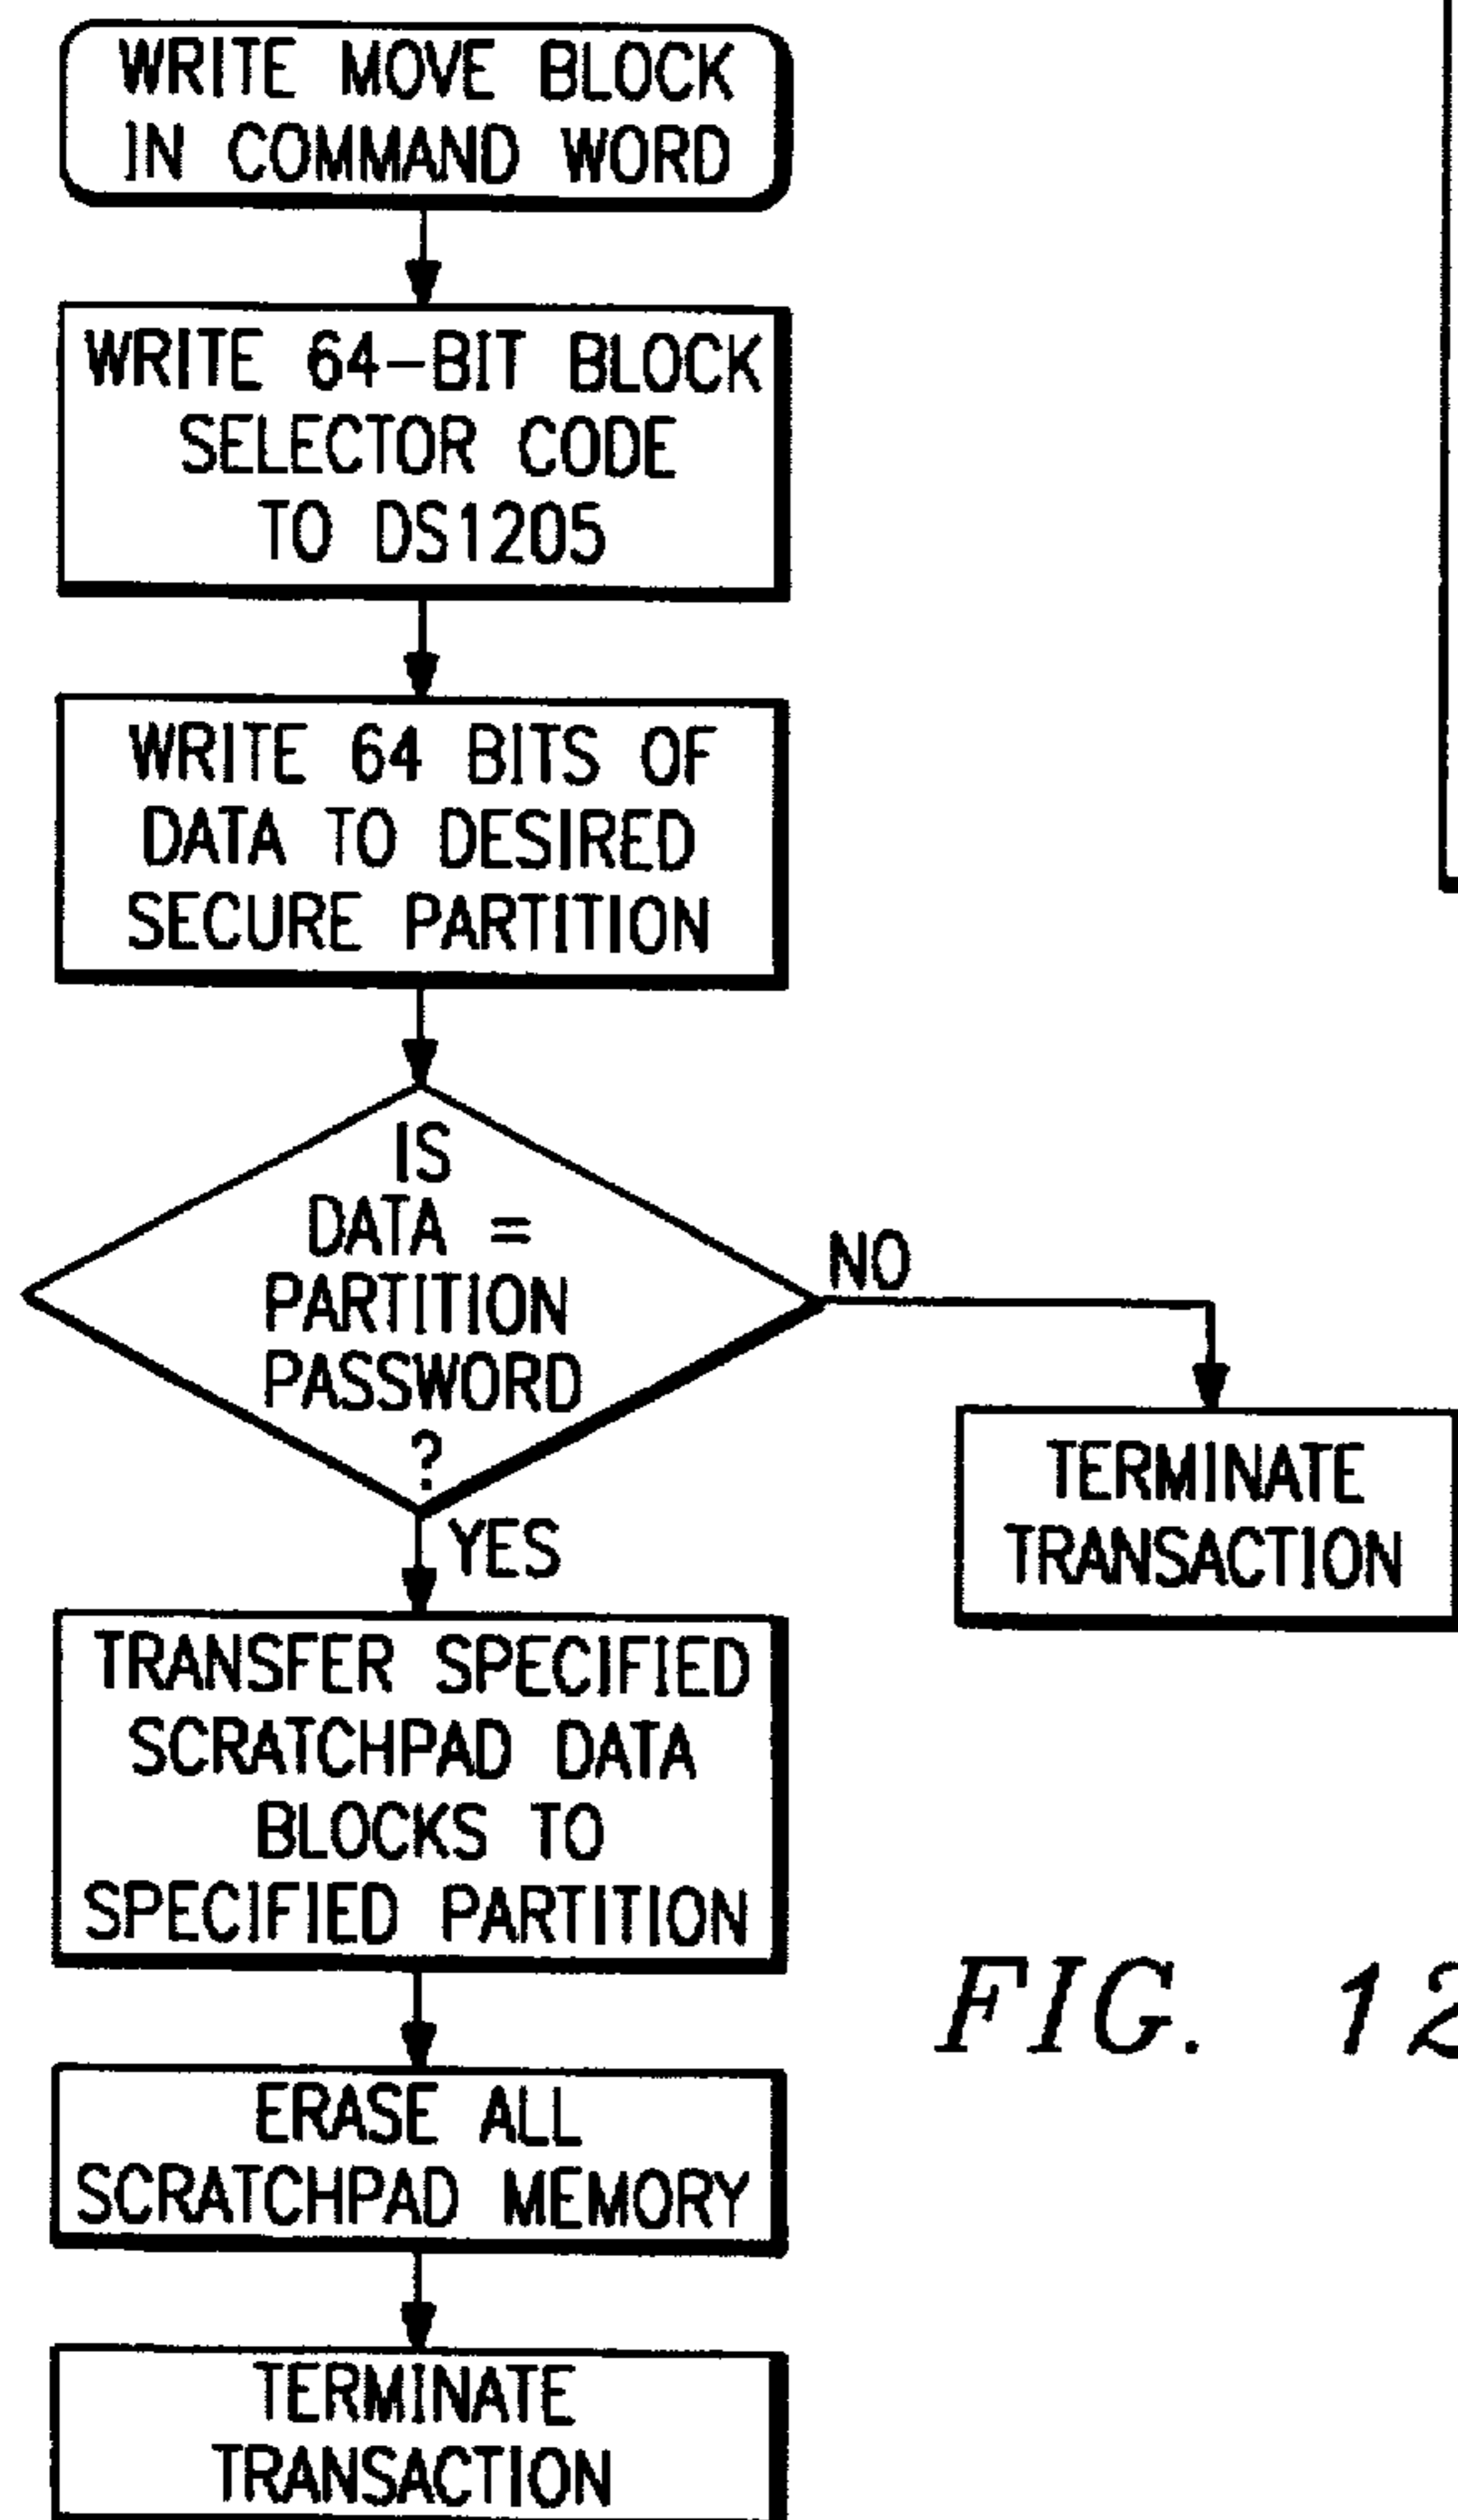 WRITE MOVE BLOCK
IN COMMAND WORD
WRITE 64-BIT BLOCK
SELECTOR CODE
TO DS1205
WRITE 64 BITS OF
DATA TO DESIRED
SECURE PARTITION
IS
DATA =
PARTITION
PASSWORD
?
NO
YES
TERMINATE
TRANSACTION
TRANSFER SPECIFIED
SCRATCHPAD DATA
BLOCKS TO
SPECIFIED PARTITION
FIG. 12
ERASE ALL
SCRATCHPAD MEMORY
TERMINATE
TRANSACTION